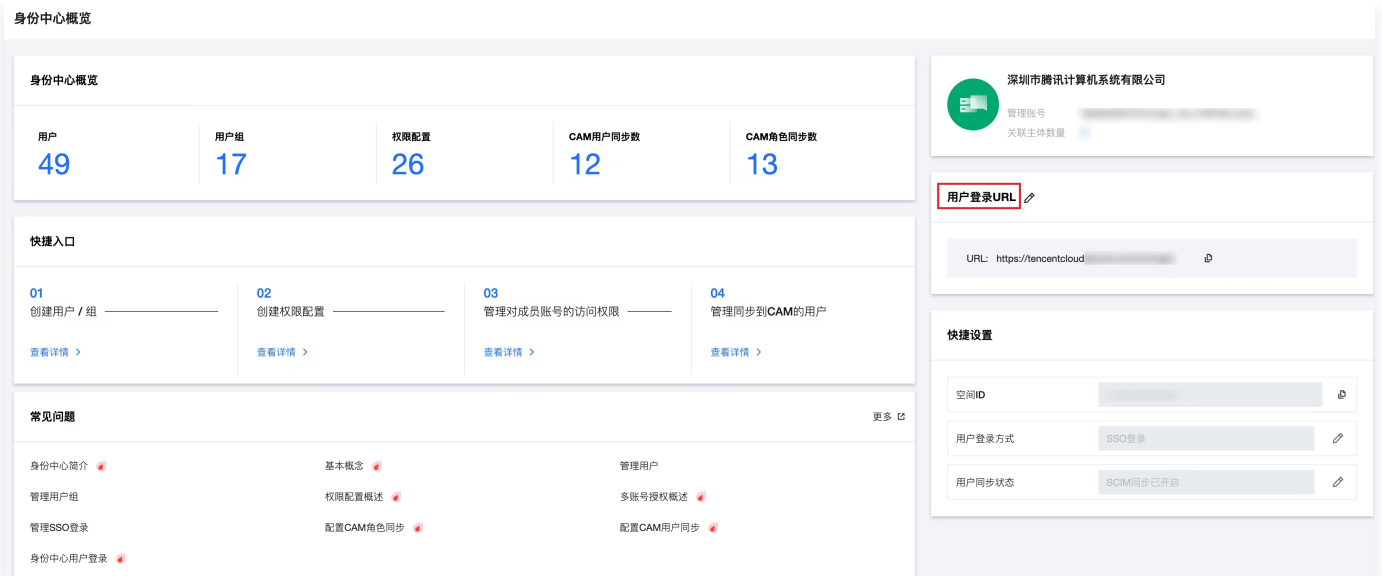 身份中心概览
身份中心概览
用户
49
用户组
17
权限配置
26
CAM用户同步数
12
CAM角色同步数
13
快捷入口
01
创建用户 / 组
查看详情
02
创建权限配置
查看详情
03
管理对成员账号的访问权限
查看详情
04
管理同步到CAM的用户
查看详情
常见问题
更多
身份中心简介
基本概念
管理用户
管理用户组
权限配置概述
多账号授权概述
管理SSO登录
配置CAM角色同步
配置CAM用户同步
身份中心用户登录
深圳市腾讯计算机系统有限公司
管理账号
关联主体数量
用户登录URL
URL: https://tencentcloud
快捷设置
空间ID
用户登录方式
SSO登录
用户同步状态
SCIM同步已开启